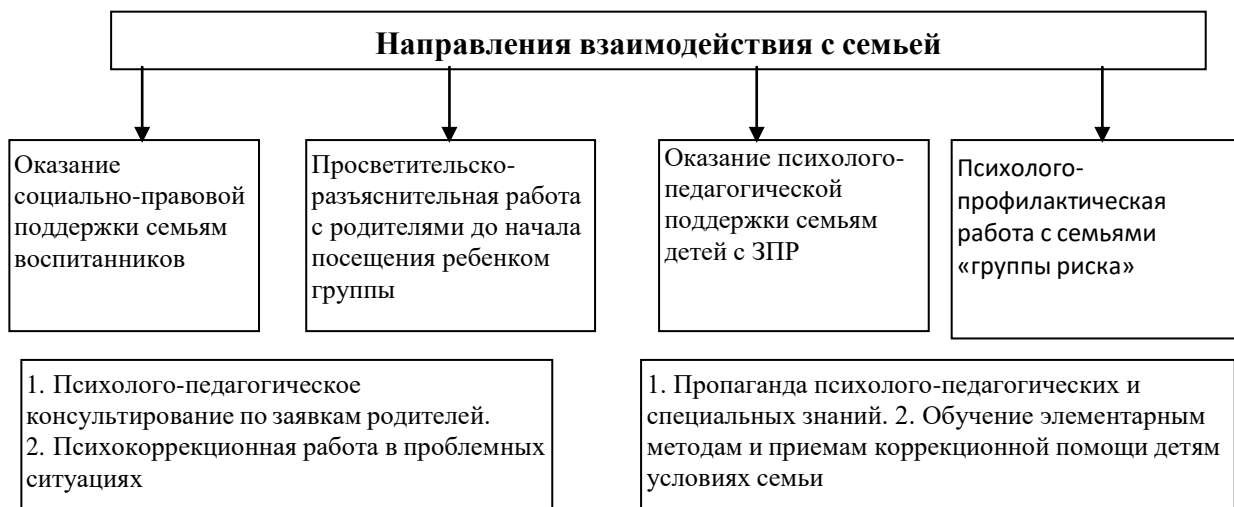 Направления взаимодействия с семьей
Оказание
социально-правовой
поддержки семьям
воспитанников
Просветительско-
разъяснительная работа
с родителями до начала
посещения ребенком
группы
Оказание психолого-
педагогической
поддержки семьям
детей с ЗПР
Психолого-
профилактическая
работа с семьями
«группы риска»
1. Психолого-педагогическое
консультирование по заявкам родителей.
2. Психокоррекционная работа в проблемных
ситуациях
1. Пропаганда психолого-педагогических и
специальных знаний. 2. Обучение элементарным
методам и приемам коррекционной помощи детям
условиях семьи